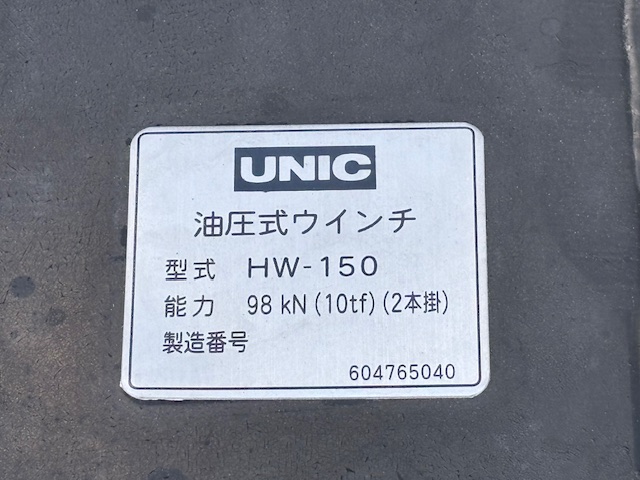 UNIC
油圧式ウインチ
型式 HW-150
能力 98 kN (10tf) (2本掛)
製造番号
604765040